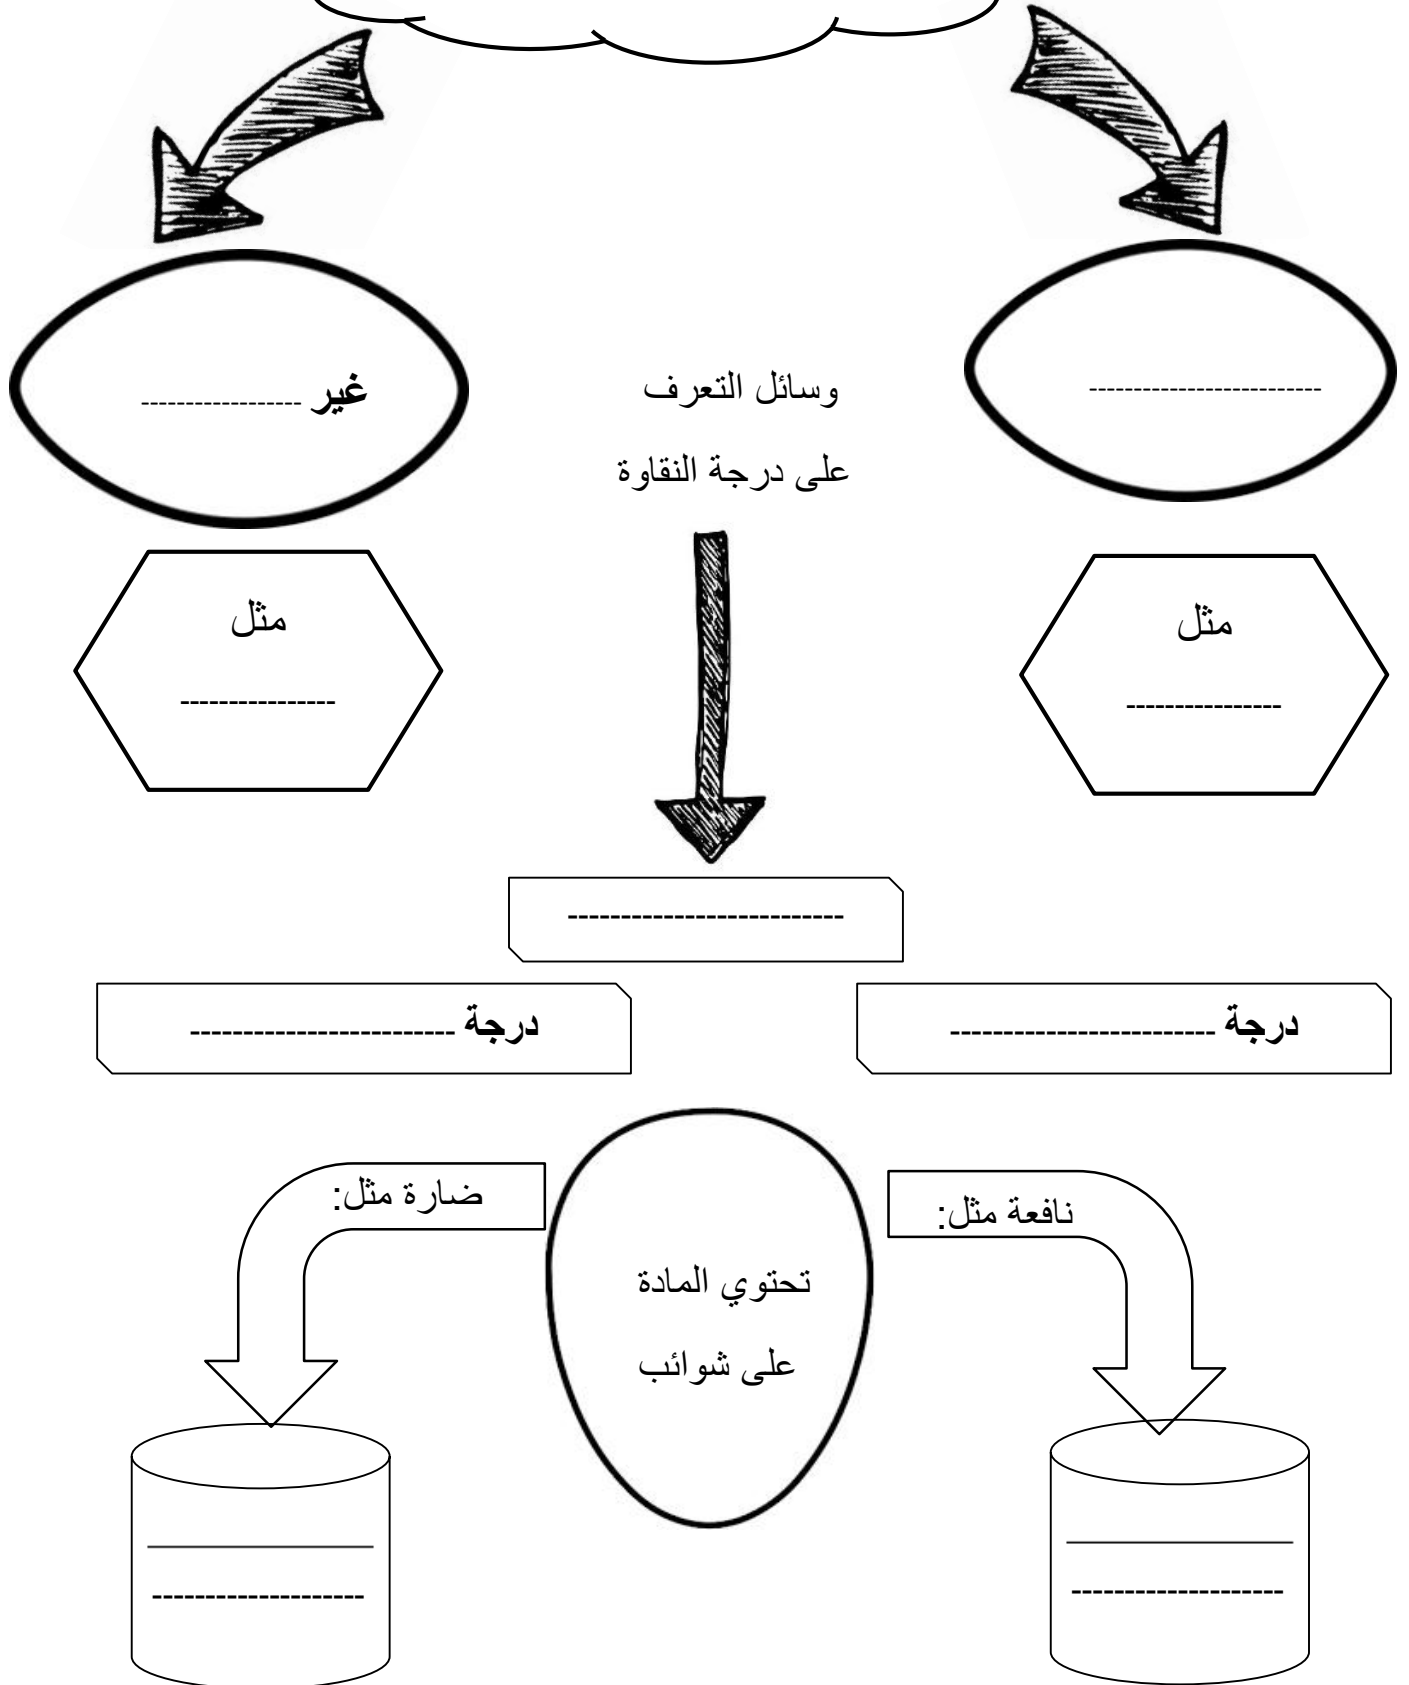 --------------------------
غير ------------------
وسائل التعرف
على درجة النقاوة
مثل
----------------
مثل
----------------
--------------------------
درجة -------------------------
درجة -------------------------
نافعة مثل:
ضارة مثل:
تحتوي المادة
على شوائب
--------------------
--------------------